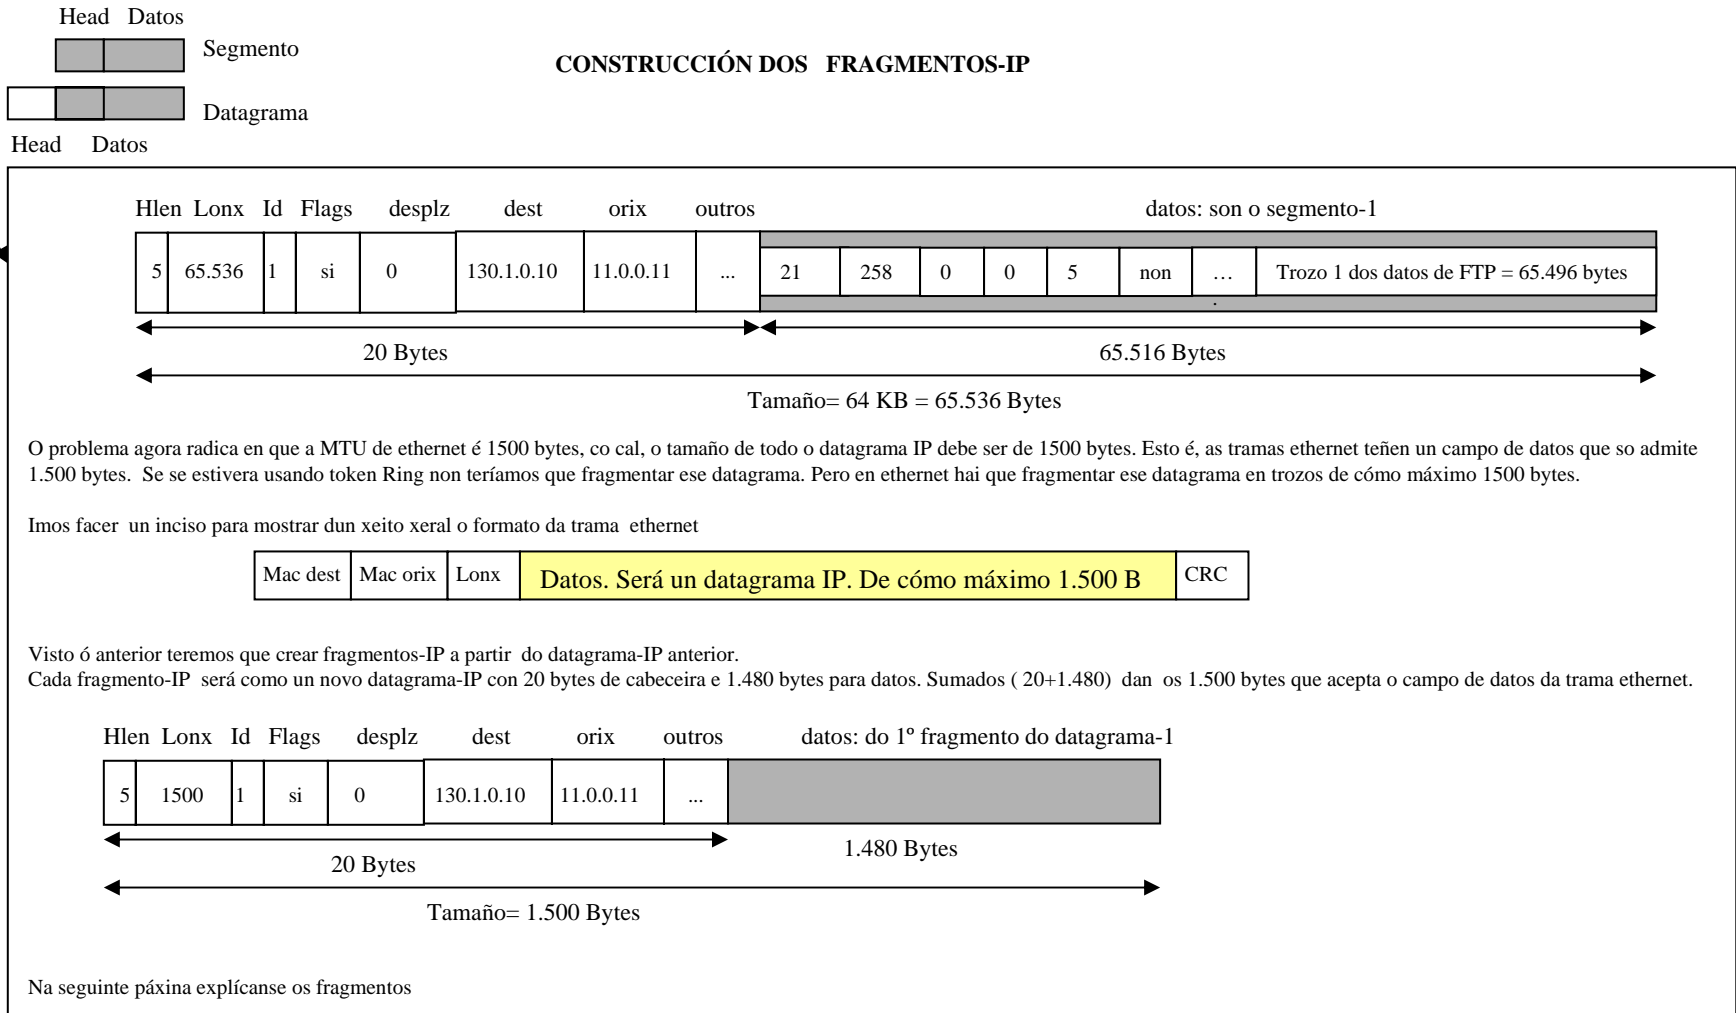 Head Datos
Segmento
CONSTRUCCIÓN DOS FRAGMENTOS-IP
Datagrama
Head Datos
Hlen Lonx Id Flags desplz dest orix outros datos: son o segmento-1
5 65.536 1 si 0 130.1.0.10 11.0.0.11 ... 21 258 0 0 5 non … Trozo 1 dos datos de FTP = 65.496 bytes
.
20 Bytes 65.516 Bytes
Tamaño= 64 KB = 65.536 Bytes
O problema agora radica en que a MTU de ethernet é 1500 bytes, co cal, o tamaño de todo o datagrama IP debe ser de 1500 bytes. Esto é, as tramas ethernet teñen un campo de datos que so admite
1.500 bytes. Se se estivera usando token Ring non teríamos que fragmentar ese datagrama. Pero en ethernet hai que fragmentar ese datagrama en trozos de cómo máximo 1500 bytes.
Imos facer un inciso para mostrar dun xeito xeral o formato da trama ethernet
Mac dest Mac orix Lonx Datos. Será un datagrama IP. De cómo máximo 1.500 B CRC
Visto ó anterior teremos que crear fragmentos-IP a partir do datagrama-IP anterior.
Cada fragmento-IP será como un novo datagrama-IP con 20 bytes de cabeceira e 1.480 bytes para datos. Sumados ( 20+1.480) dan os 1.500 bytes que acepta o campo de datos da trama ethernet.
Hlen Lonx Id Flags desplz dest orix outros datos: do 1º fragmento do datagrama-1
5 1500 1 si 0 130.1.0.10 11.0.0.11 ...
20 Bytes 1.480 Bytes
Tamaño= 1.500 Bytes
Na seguinte páxina explícanse os fragmentos